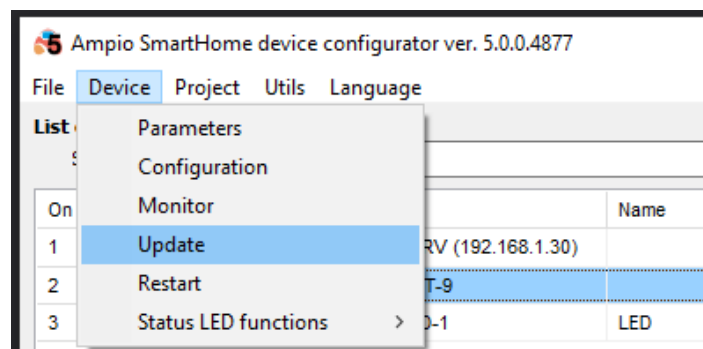 Ampio SmartHome device configurator ver. 5.0.0.4877
File Device Project Utils Language
List
Parameters
Configuration
On Monitor Name
1 Update RV (192.168.1.30)
2 Restart T-9
3 Status LED functions > -1 LED